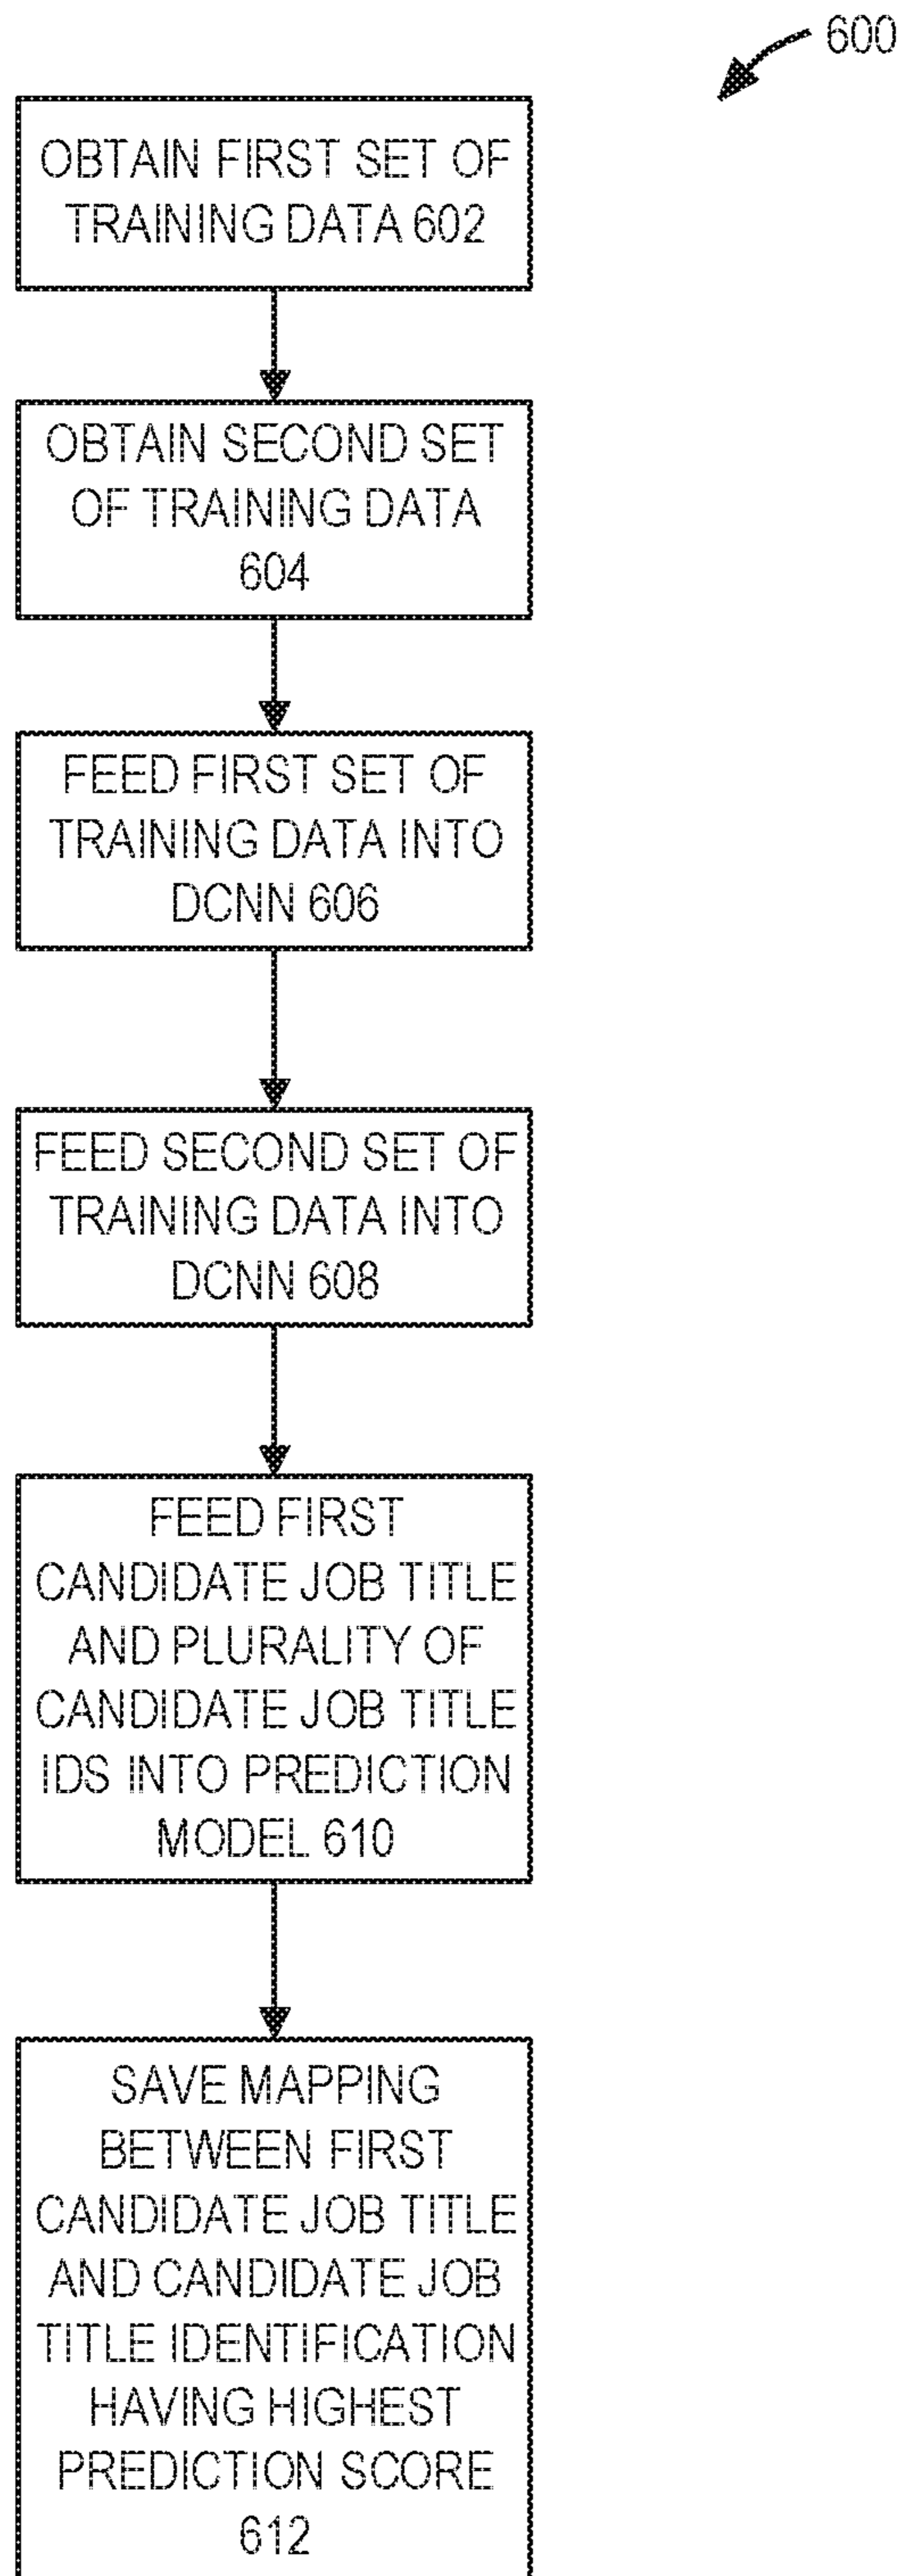 600
OBTAIN FIRST SET OF
TRAINING DATA 602
OBTAIN SECOND SET
OF TRAINING DATA
604
FEED FIRST SET OF
TRAINING DATA INTO
DCNN 606
FEED SECOND SET OF
TRAINING DATA INTO
DCNN 608
FEED FIRST
CANDIDATE JOB TITLE
AND PLURALITY OF
CANDIDATE JOB TITLE
IDS INTO PREDICTION
MODEL 610
SAVE MAPPING
BETWEEN FIRST
CANDIDATE JOB TITLE
AND CANDIDATE JOB
TITLE IDENTIFICATION
HAVING HIGHEST
PREDICTION SCORE
612